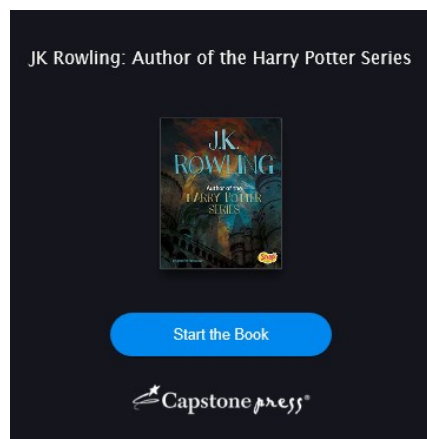 JK Rowling: Author of the Harry Potter Series
J.K.
ROWLING
Author of the
HARRY POTTER
SERIES
Snap
Start the Book
Capstone press